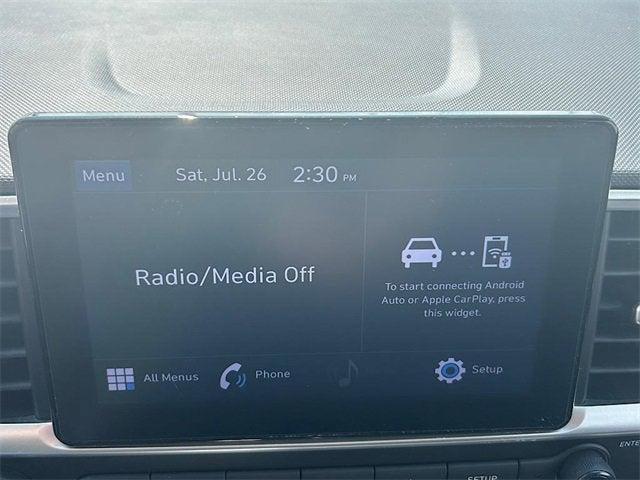 Menu
Sat, Jul. 26
2:30 PM
Radio/Media Off
To start connecting Android
Auto or Apple CarPlay, press
this widget.
All Menus
Phone
Setup
SETUP